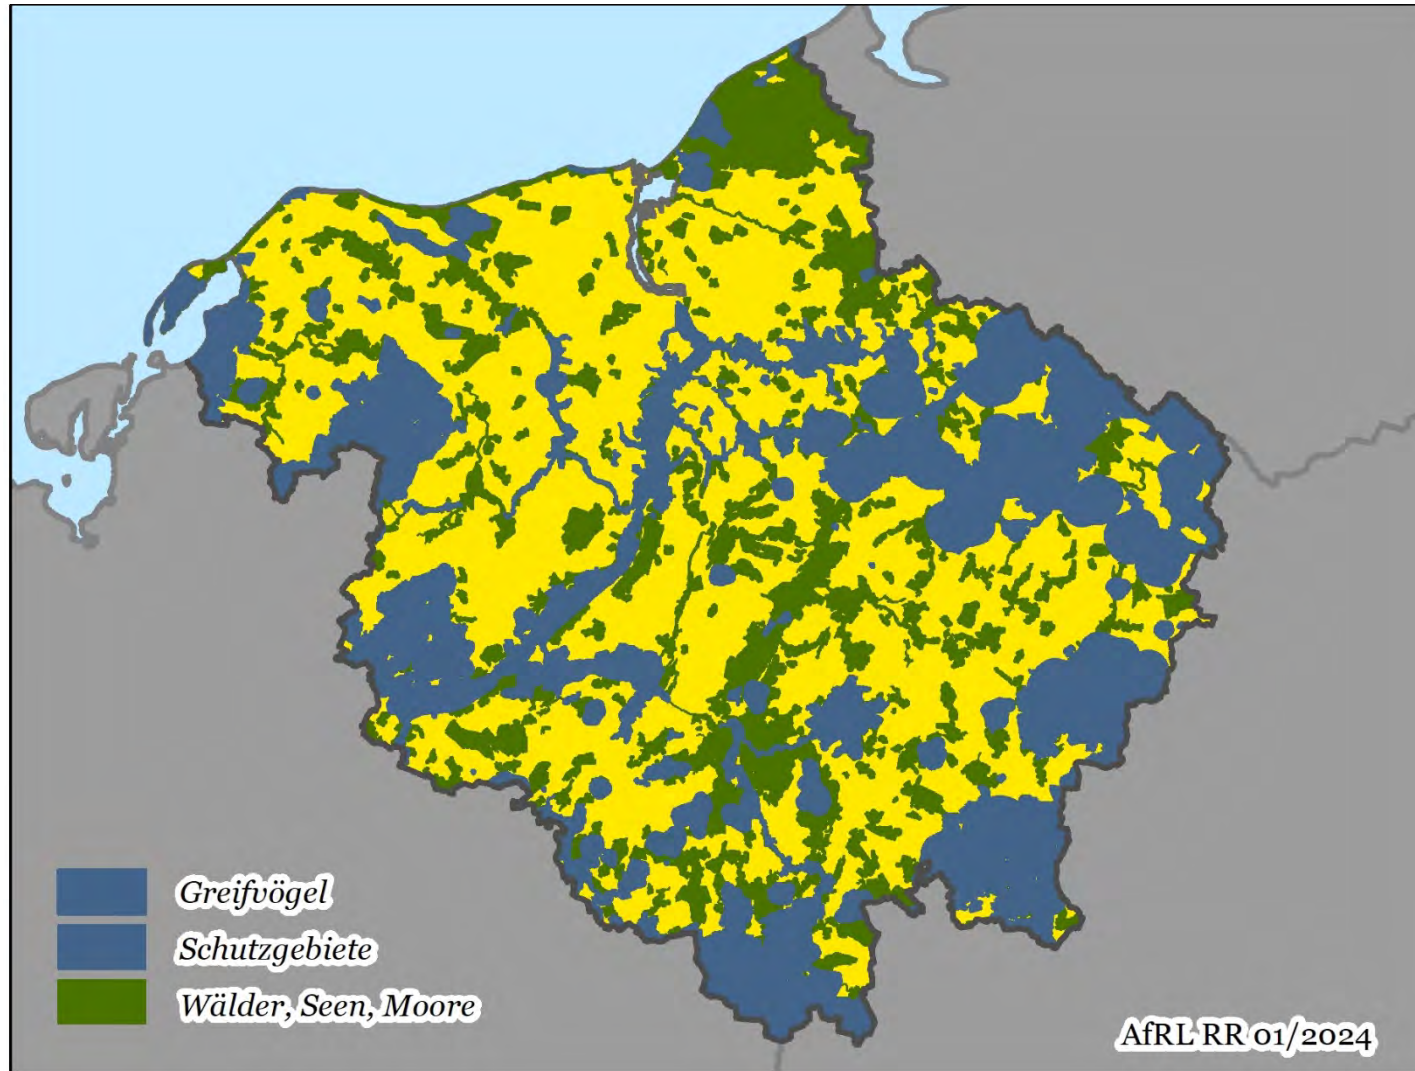 Greifvögel
Schutzgebiete
Wälder, Seen, Moore
AfRL RR 01/2024